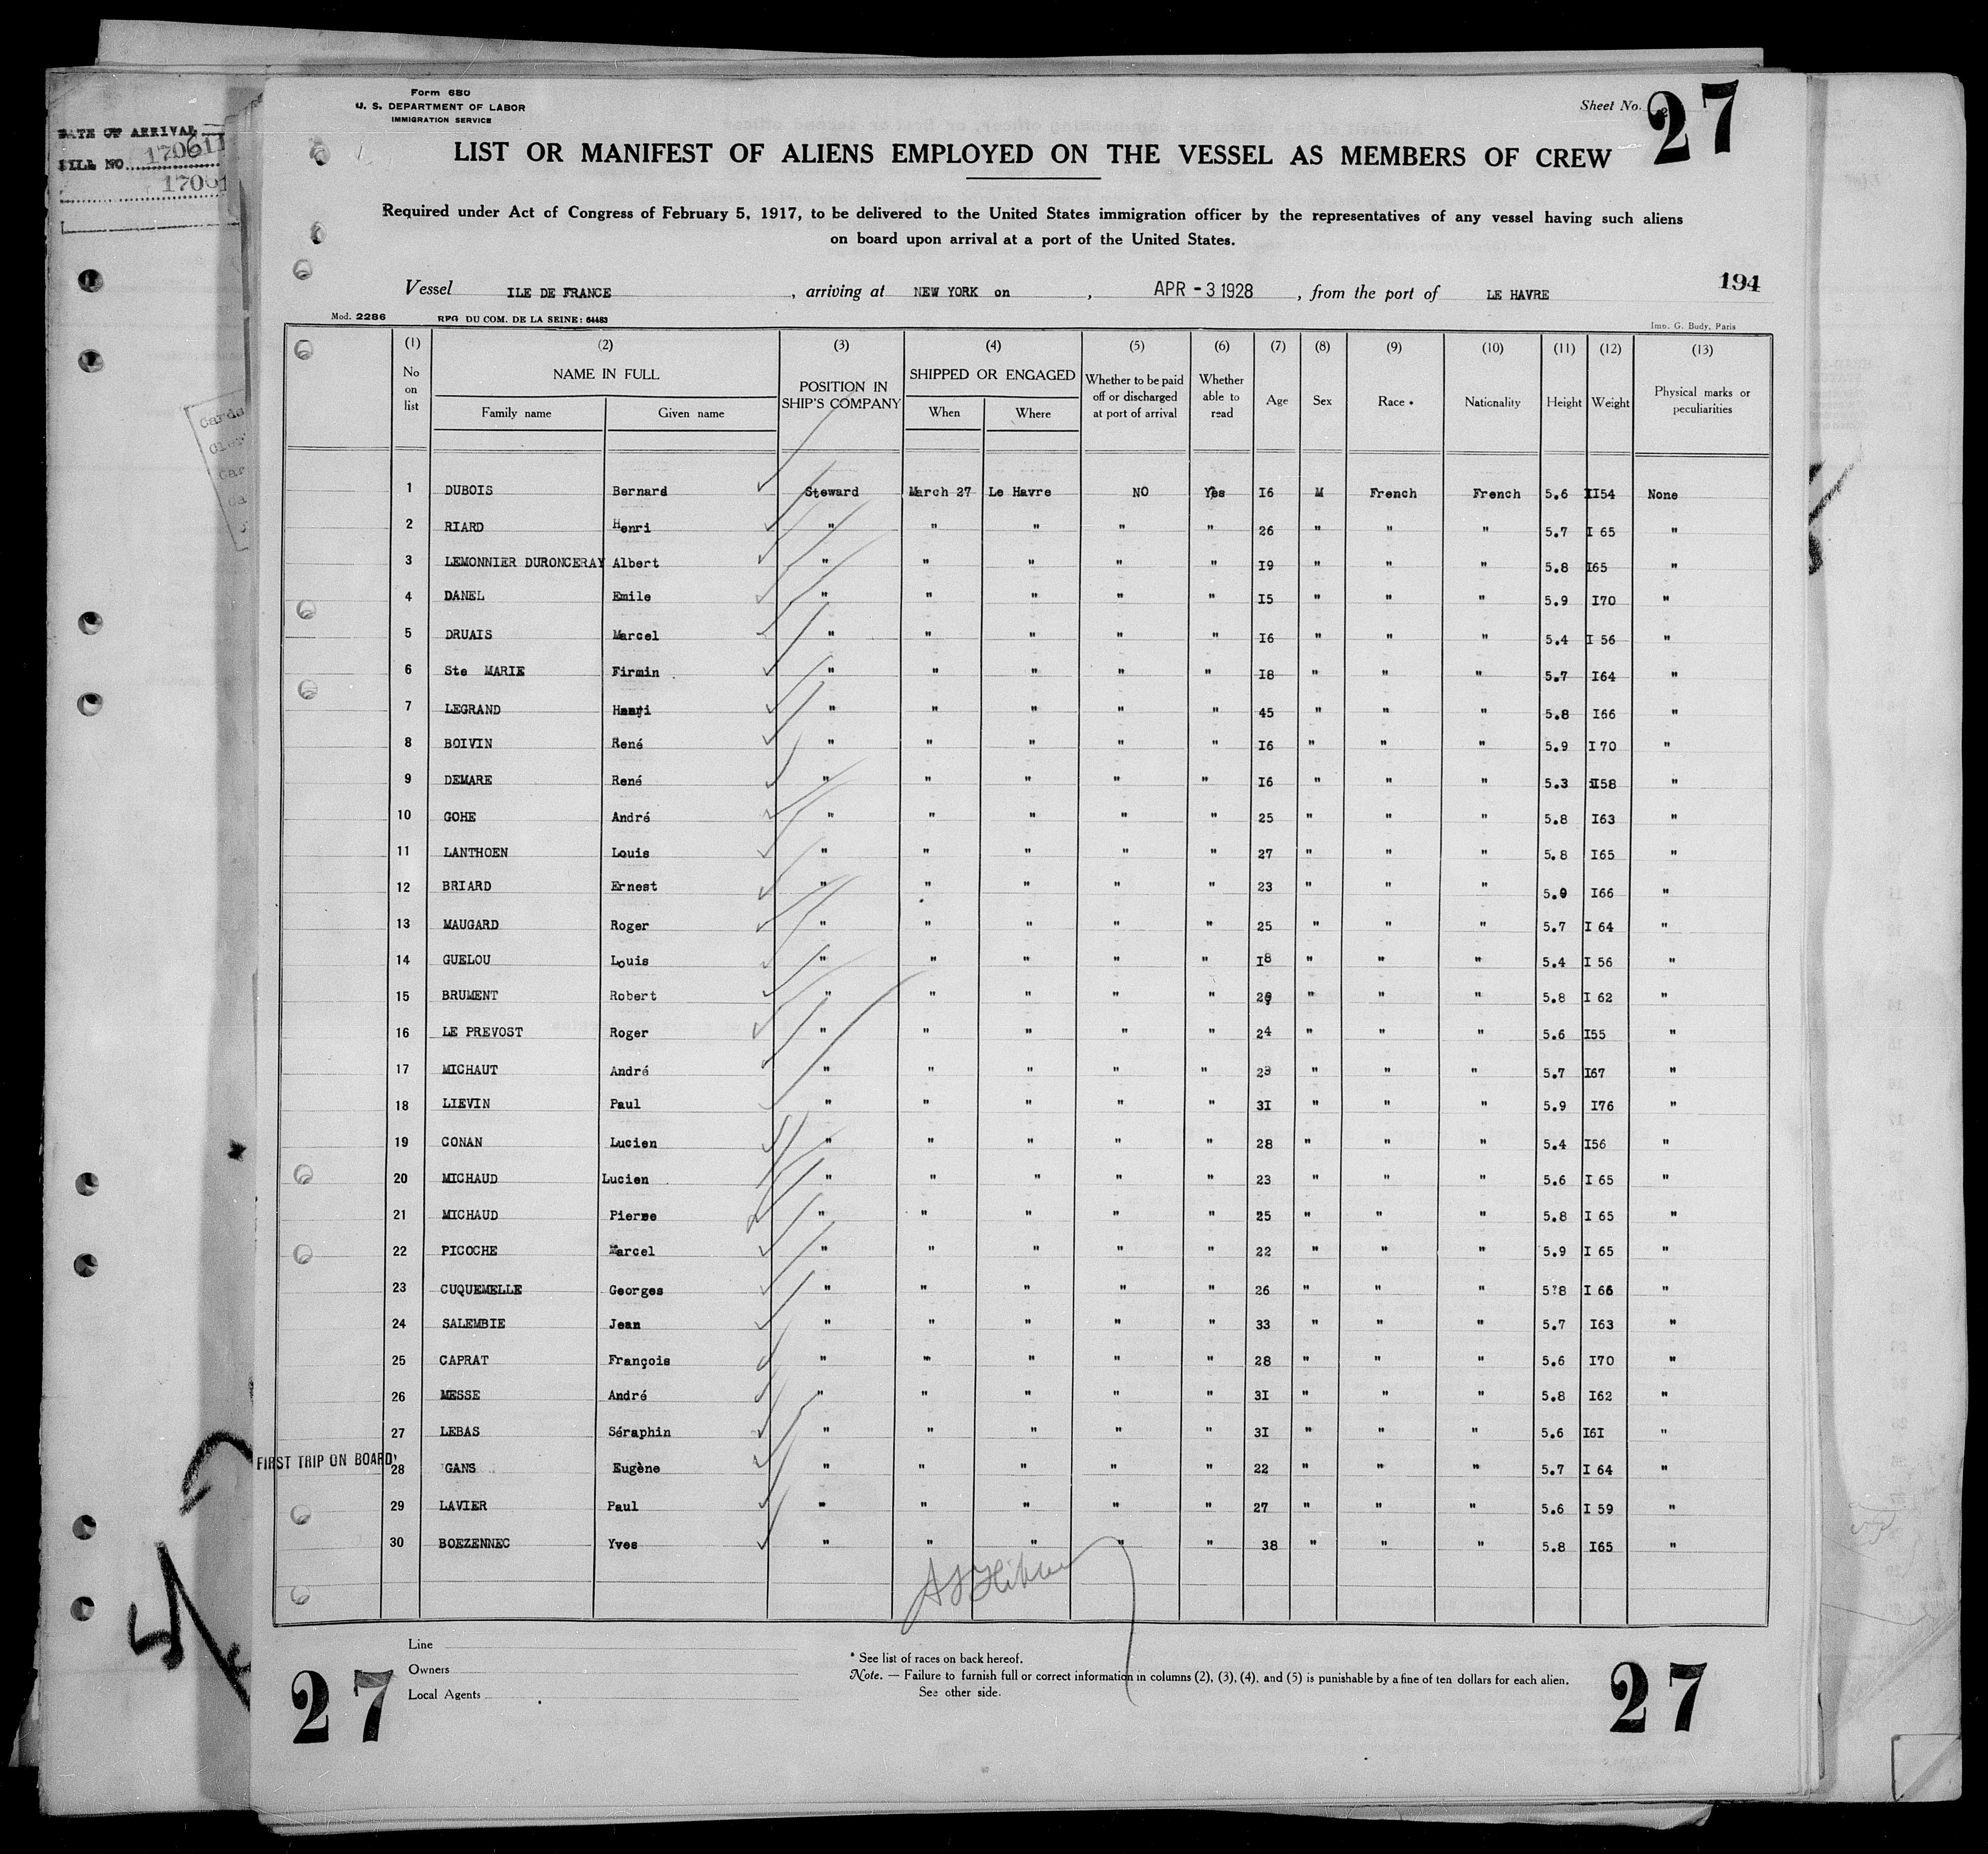 DATE OF ARRIVAL
FILE NO. 170611
17061
Form 680
U. S. DEPARTMENT OF LABOR
IMMIGRATION SERVICE
Sheet No. 27
LIST OR MANIFEST OF ALIENS EMPLOYED ON THE VESSEL AS MEMBERS OF CREW
Required under Act of Congress of February 5, 1917, to be delivered to the United States immigration officer by the representatives of any vessel having such aliens
on board upon arrival at a port of the United States.
194
Vessel ILE DE FRANCE , arriving at NEW YORK on , APR - 3 1928 , from the port of LE HAVRE
Mod. 2286 RPG DU COM. DE LA SEINE: 64483 Imp. G. Body, Paris
(1) (2) (3) (4) (5) (6) (7) (8) (9) (10) (11) (12) (13)
No on list NAME IN FULL Family name Given name POSITION IN SHIP'S COMPANY SHIPPED OR ENGAGED When Where Whether to be paid off or discharged at port of arrival Whether able to read Age Sex Race * Nationality Height Weight Physical marks or peculiarities
1 DUBOIS Bernard Steward March 27 Le Havre NO Yes I6 M French French 5.6 I54 None
2 RIARD Henri " " " " " 26 " " " 5.7 I 65 "
3 LEMONNIER DURONCERAY Albert " " " " " I9 " " " 5.8 I65 "
4 DANEL Emile " " " " " I5 " " " 5.9 I70 "
5 DRUAIS Marcel " " " " " I6 " " " 5.4 I 56 "
6 Ste MARIE Firmin " " " " " I8 " " " 5.7 I64 "
7 LEGRAND Henri " " " " " 45 " " " 5.8 I66 "
8 BOIVIN René " " " " " I6 " " " 5.9 I 70 "
9 DEMARE René " " " " " I6 " " " 5.3 I58 "
10 GOHE André " " " " " 25 " " " 5.8 I63 "
11 LANTHOEN Louis " " " " " 27 " " " 5.8 I65 "
12 BRIARD Ernest " " " " " 23 " " " I66 "
13 MAUGARD Roger " " " " " 25 " " " 5.7 I 64 "
14 GUELOU Louis " " " " " I8 " " " 5.4 I 56 "
15 BRUMENT Robert " " " " " " " " 5.8 I 62 "
16 LE PREVOST Roger " " " " " 24 " " " 5.6 I55 "
17 MICHAUT André " " " " " " " " 5.7 I67 "
18 LIEVIN Paul " " " " " 3I " " " 5.9 I76 "
19 CONAN Lucien " " " " " 28 " " " 5.4 I56 "
20 MICHAUD Lucien " " " " " 23 " " " 5.6 I 65 "
21 MICHAUD Pierre " " " " " 25 " " " 5.8 I 65 "
22 PICOCHE Marcel " " " " " 22 " " " 5.9 I 65 "
23 CUQUEMELLE Georges " " " " " 26 " " " 5?8 I 66 "
24 SALEMBIE Jean " " " " " 33 " " " 5.7 I63 "
25 CAPRAT François " " " " " 28 " " " 5.6 I70 "
26 MESSE André " " " " " 3I " " " 5.8 I62 "
27 LEBAS Séraphin " " " " " 3I " " " 5.6 I6I "
FIRST TRIP ON BOARD 28 GANS Eugène " " " " " 22 " " " 5.7 I 64 "
29 LAVIER Paul " " " " " 27 " " " 5.6 I 59 "
30 BOEZENNEC Yves " " " " " 38 " " " 5.8 I65 "
Line
Owners
Local Agents
* See list of races on back hereof.
Note. — Failure to furnish full or correct information in columns (2), (3), (4), and (5) is punishable by a fine of ten dollars for each alien.
See other side.
27
27